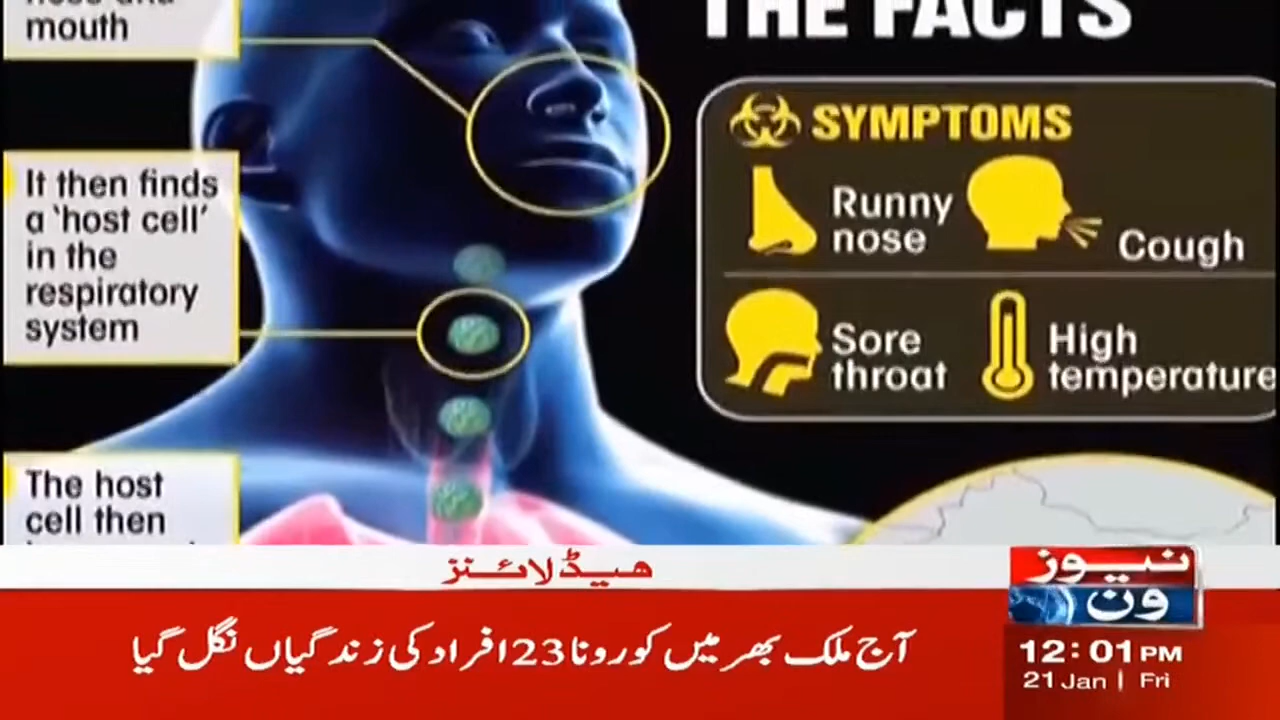 mouth
THE FACTS
It then finds
a 'host cell'
in the
respiratory
system
The host
cell then
SYMPTOMS
Runny
nose
Cough
Sore
throat
High
temperature
ہیڈلائنز
آج ملک بھر میں کورونا 23 افراد کی زندگیاں نگل گیا
نیوز
ون
12:01 PM
21 Jan | Fri